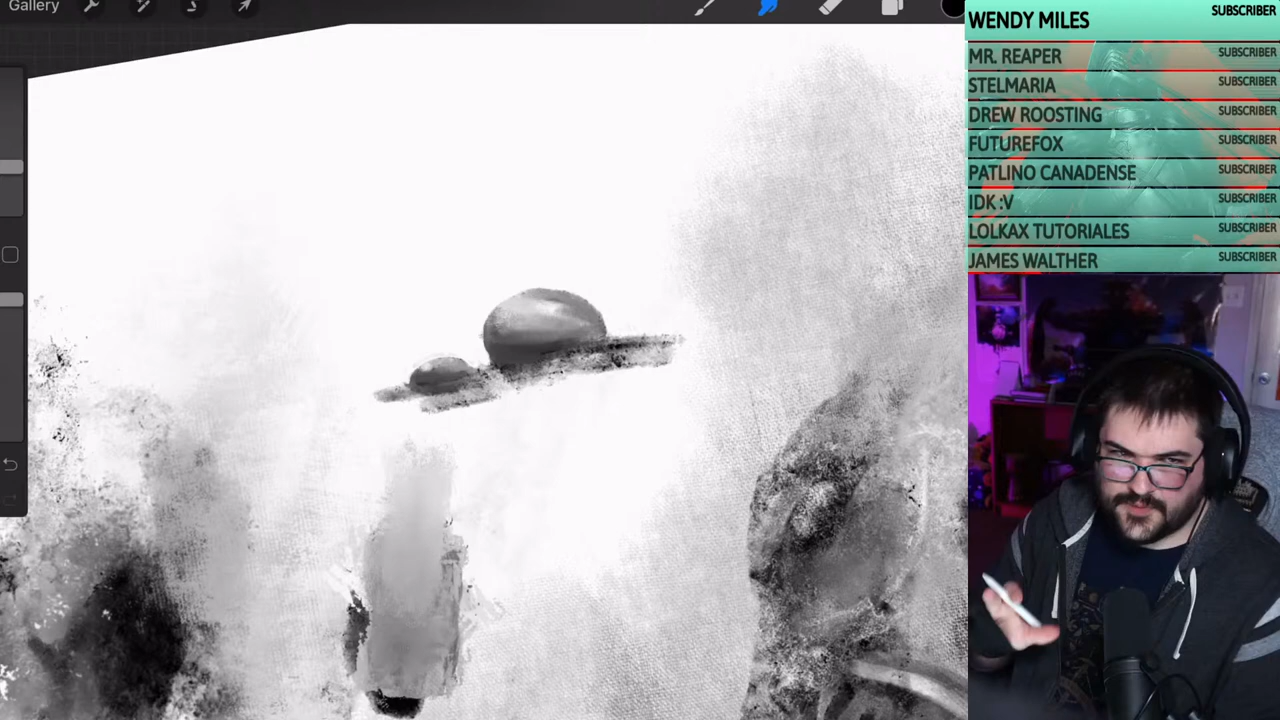 Gallery
WENDY MILES SUBSCRIBER
MR. REAPER SUBSCRIBER
STELMARIA SUBSCRIBER
DREW ROOSTING SUBSCRIBER
FUTUREFOX SUBSCRIBER
PATLINO CANADENSE SUBSCRIBER
IDK :V SUBSCRIBER
LOLKAX TUTORIALES SUBSCRIBER
JAMES WALTHER SUBSCRIBER